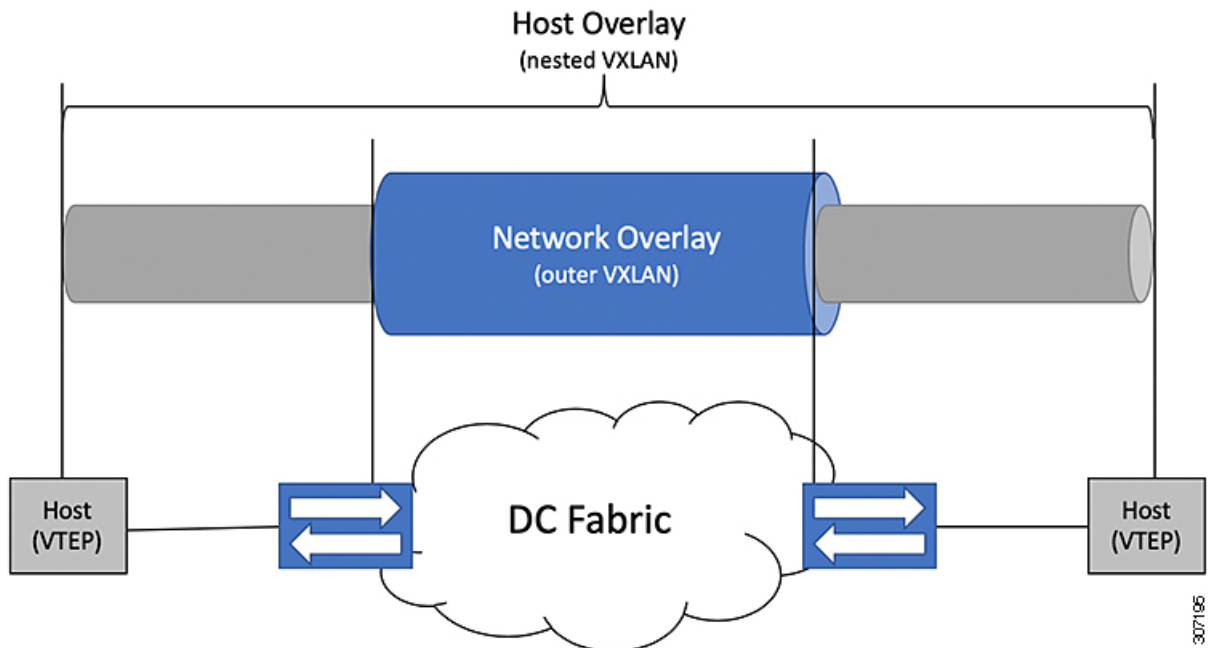 Host Overlay
(nested VXLAN)
Network Overlay
(outer VXLAN)
Host
(VTEP)
DC Fabric
Host
(VTEP)
307195